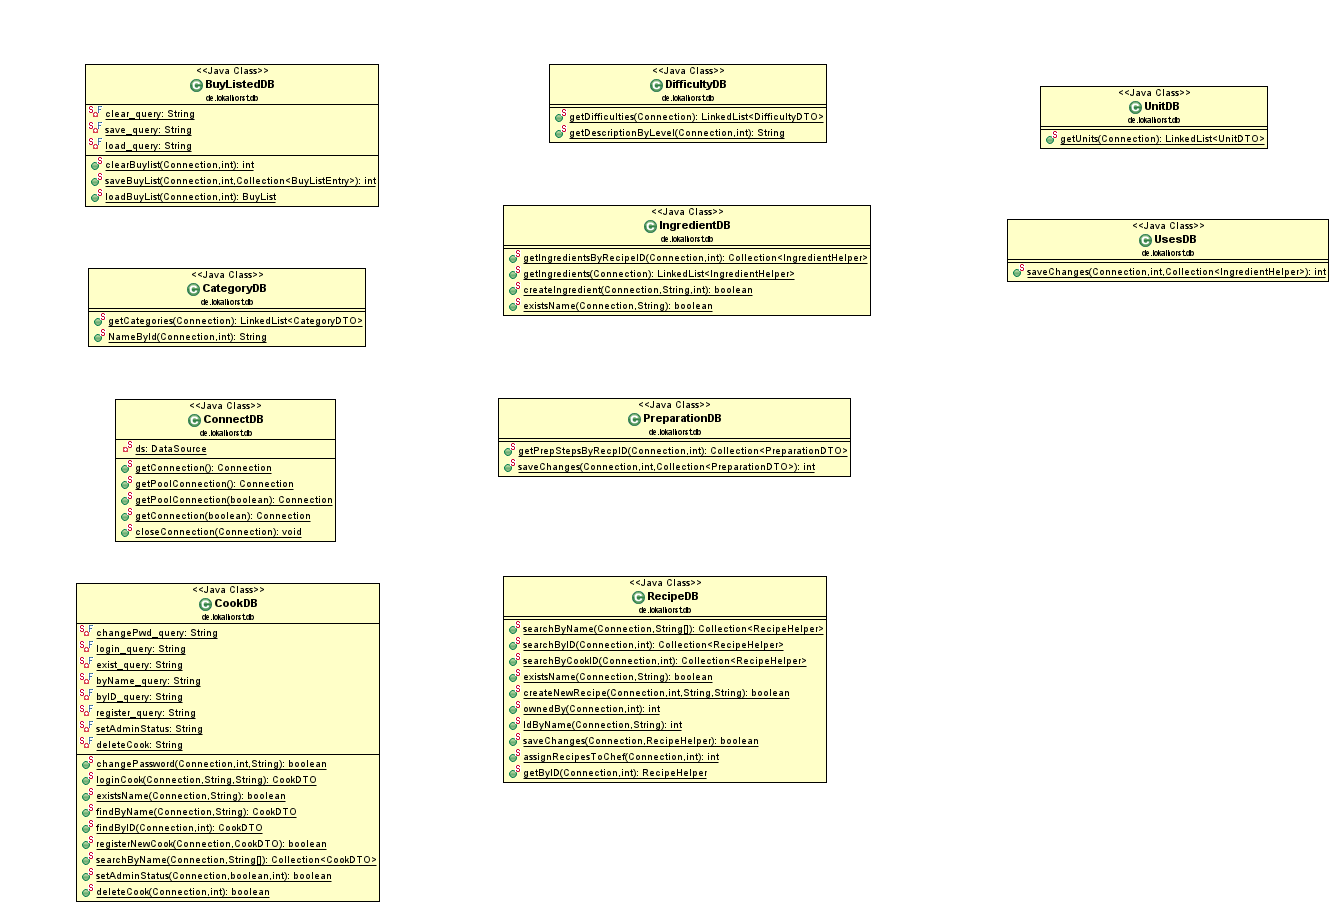 <<Java Class>>
BuyListedDB
de.lokalhorst.db
clear_query: String
save_query: String
load_query: String
clearBuylist(Connection,int): int
saveBuyList(Connection,int,Collection<BuyListEntry>): int
loadBuyList(Connection,int): BuyList
<<Java Class>>
CategoryDB
de.lokalhorst.db
getCategories(Connection): LinkedList<CategoryDTO>
NameById(Connection,int): String
<<Java Class>>
ConnectDB
de.lokalhorst.db
ds: DataSource
getConnection(): Connection
getPoolConnection(): Connection
getPoolConnection(boolean): Connection
getConnection(boolean): Connection
closeConnection(Connection): void
<<Java Class>>
CookDB
de.lokalhorst.db
changePwd_query: String
login_query: String
exist_query: String
byName_query: String
byID_query: String
register_query: String
setAdminStatus: String
deleteCook: String
changePassword(Connection,int,String): boolean
loginCook(Connection,String,String): CookDTO
existsName(Connection,String): boolean
findByName(Connection,String): CookDTO
findByID(Connection,int): CookDTO
registerNewCook(Connection,CookDTO): boolean
searchByName(Connection,String[]): Collection<CookDTO>
setAdminStatus(Connection,boolean,int): boolean
deleteCook(Connection,int): boolean
<<Java Class>>
DifficultyDB
de.lokalhorst.db
getDifficulties(Connection): LinkedList<DifficultyDTO>
getDescriptionByLevel(Connection,int): String
<<Java Class>>
IngredientDB
de.lokalhorst.db
getIngredientsByRecipeID(Connection,int): Collection<IngredientHelper>
getIngredients(Connection): LinkedList<IngredientHelper>
createIngredient(Connection,String,int): boolean
existsName(Connection,String): boolean
<<Java Class>>
PreparationDB
de.lokalhorst.db
getPrepStepsByRecpID(Connection,int): Collection<PreparationDTO>
saveChanges(Connection,int,Collection<PreparationDTO>): int
<<Java Class>>
RecipeDB
de.lokalhorst.db
searchByName(Connection,String[]): Collection<RecipeHelper>
searchByID(Connection,int): Collection<RecipeHelper>
searchByCookID(Connection,int): Collection<RecipeHelper>
existsName(Connection,String): boolean
createNewRecipe(Connection,int,String,String): boolean
ownedBy(Connection,int): int
IdByName(Connection,String): int
saveChanges(Connection,RecipeHelper): boolean
assignRecipesToChef(Connection,int): int
getByID(Connection,int): RecipeHelper
<<Java Class>>
UnitDB
de.lokalhorst.db
getUnits(Connection): LinkedList<UnitDTO>
<<Java Class>>
UsesDB
de.lokalhorst.db
saveChanges(Connection,int,Collection<IngredientHelper>): int